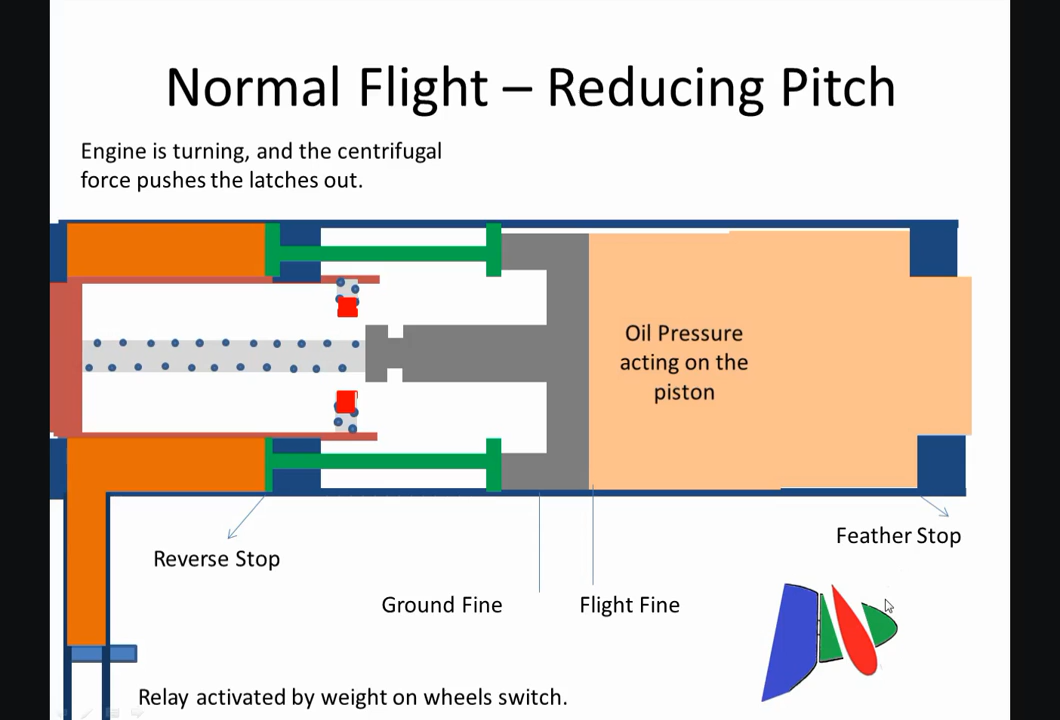 Normal Flight – Reducing Pitch
Engine is turning, and the centrifugal
force pushes the latches out.
Oil Pressure
acting on the
piston
Feather Stop
Reverse Stop
Ground Fine
Flight Fine
Relay activated by weight on wheels switch.